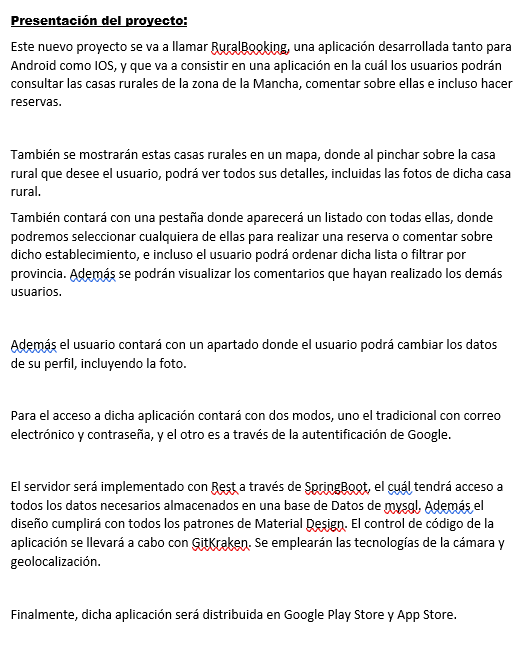 Presentación del proyecto:
Este nuevo proyecto se va a llamar RuralBooking, una aplicación desarrollada tanto para
Android como IOS, y que va a consistir en una aplicación en la cuál los usuarios podrán
consultar las casas rurales de la zona de la Mancha, comentar sobre ellas e incluso hacer
reservas.
También se mostrarán estas casas rurales en un mapa, donde al pinchar sobre la casa
rural que desee el usuario, podrá ver todos sus detalles, incluidas las fotos de dicha casa
rural.
También contará con una pestaña donde aparecerá un listado con todas ellas, donde
podremos seleccionar cualquiera de ellas para realizar una reserva o comentar sobre
dicho establecimiento, e incluso el usuario podrá ordenar dicha lista o filtrar por
provincia. Además se podrán visualizar los comentarios que hayan realizado los demás
usuarios.
Además el usuario contará con un apartado donde el usuario podrá cambiar los datos
de su perfil, incluyendo la foto.
Para el acceso a dicha aplicación contará con dos modos, uno el tradicional con correo
electrónico y contraseña, y el otro es a través de la autentificación de Google.
El servidor será implementado con Rest a través de SpringBoot, el cuál tendrá acceso a
todos los datos necesarios almacenados en una base de Datos de mysql. Además el
diseño cumplirá con todos los patrones de Material Design. El control de código de la
aplicación se llevará a cabo con GitKraken. Se emplearán las tecnologías de la cámara y
geolocalización.
Finalmente, dicha aplicación será distribuida en Google Play Store y App Store.